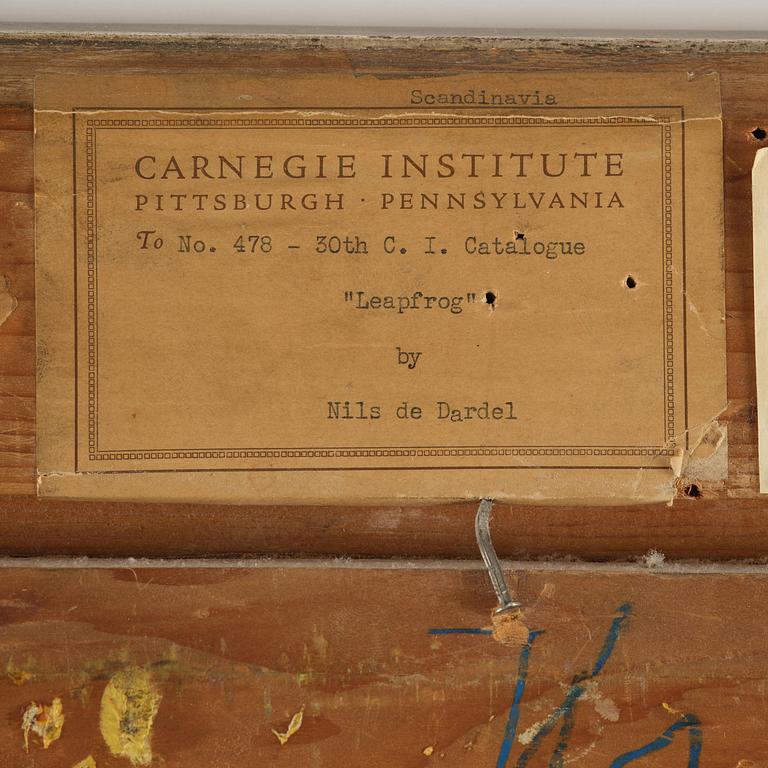 Scandinavia
CARNEGIE INSTITUTE
PITTSBURGH · PENNSYLVANIA
To No. 478 - 30th C. I. Catalogue
"Leapfrog"
by
Nils de Dardel